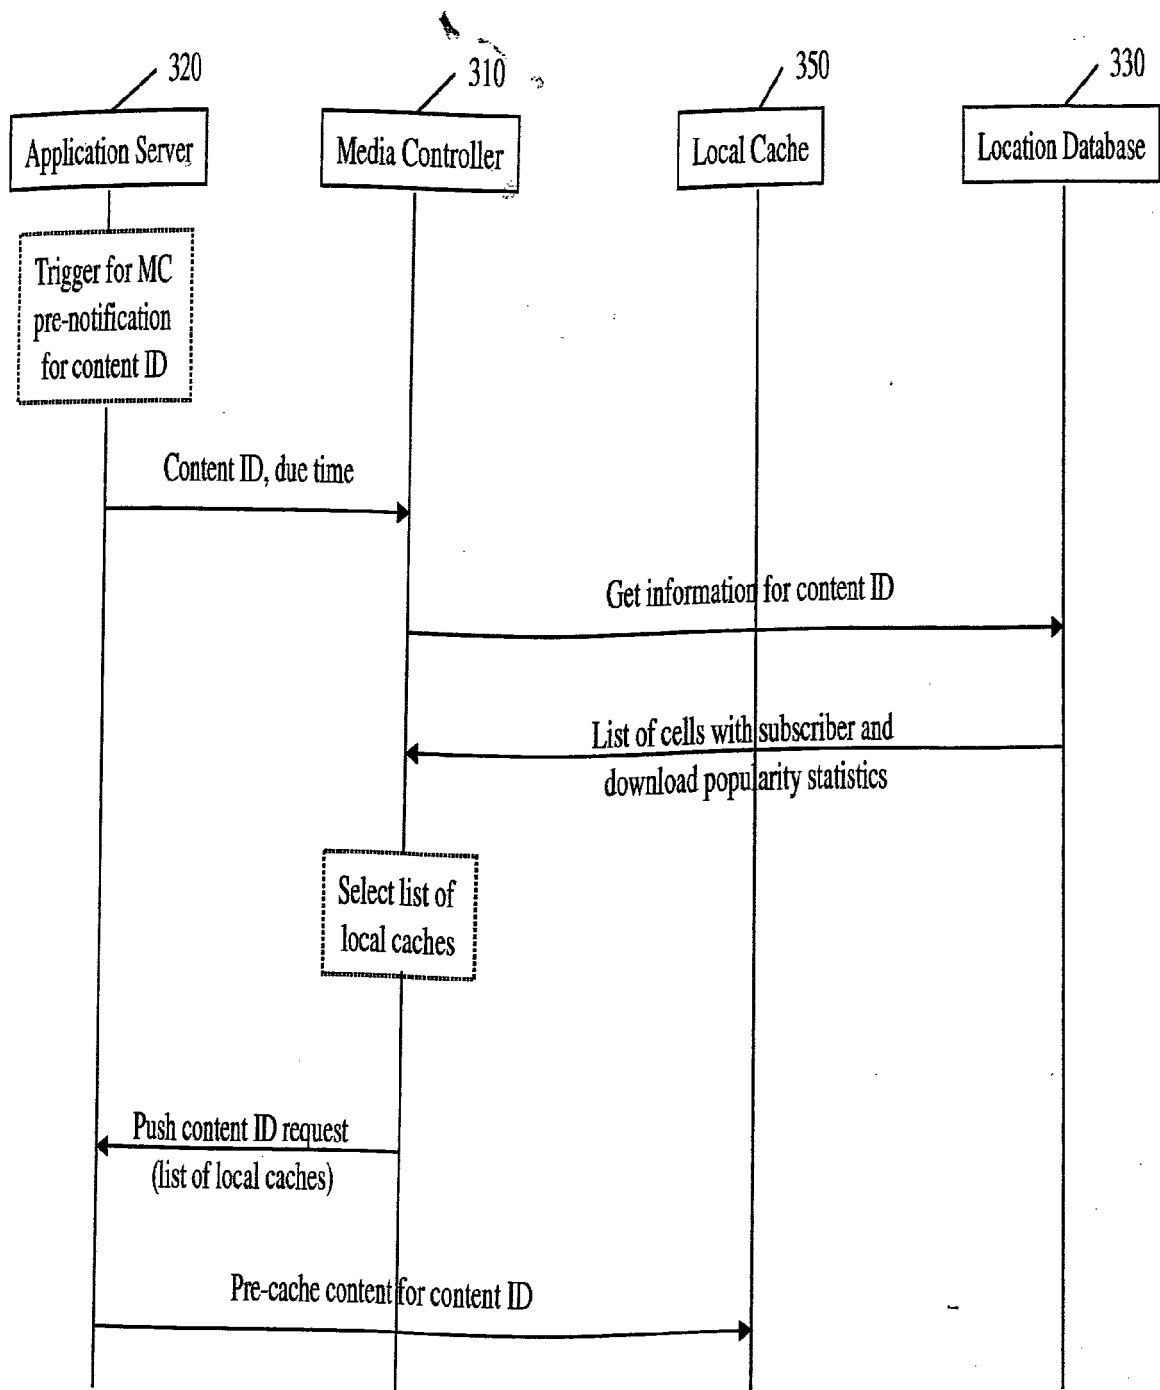 320
310
350
330
Application Server
Media Controller
Local Cache
Location Database
Trigger for MC
pre-notification
for content ID
Content ID, due time
Get information for content ID
List of cells with subscriber and
download popularity statistics
Select list of
local caches
Push content ID request
(list of local caches)
Pre-cache content for content ID